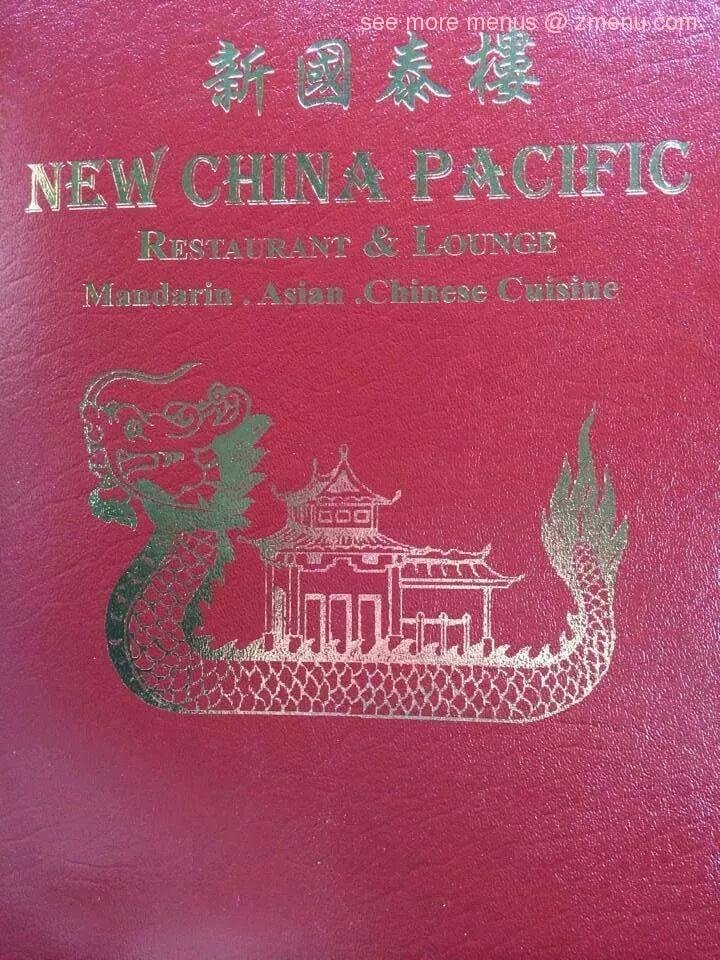 see more menus @ zmenu.com
新國泰樓
NEW CHINA PACIFIC
RESTAURANT & LOUNGE
Mandarin . Asian .Chinese Cuisine